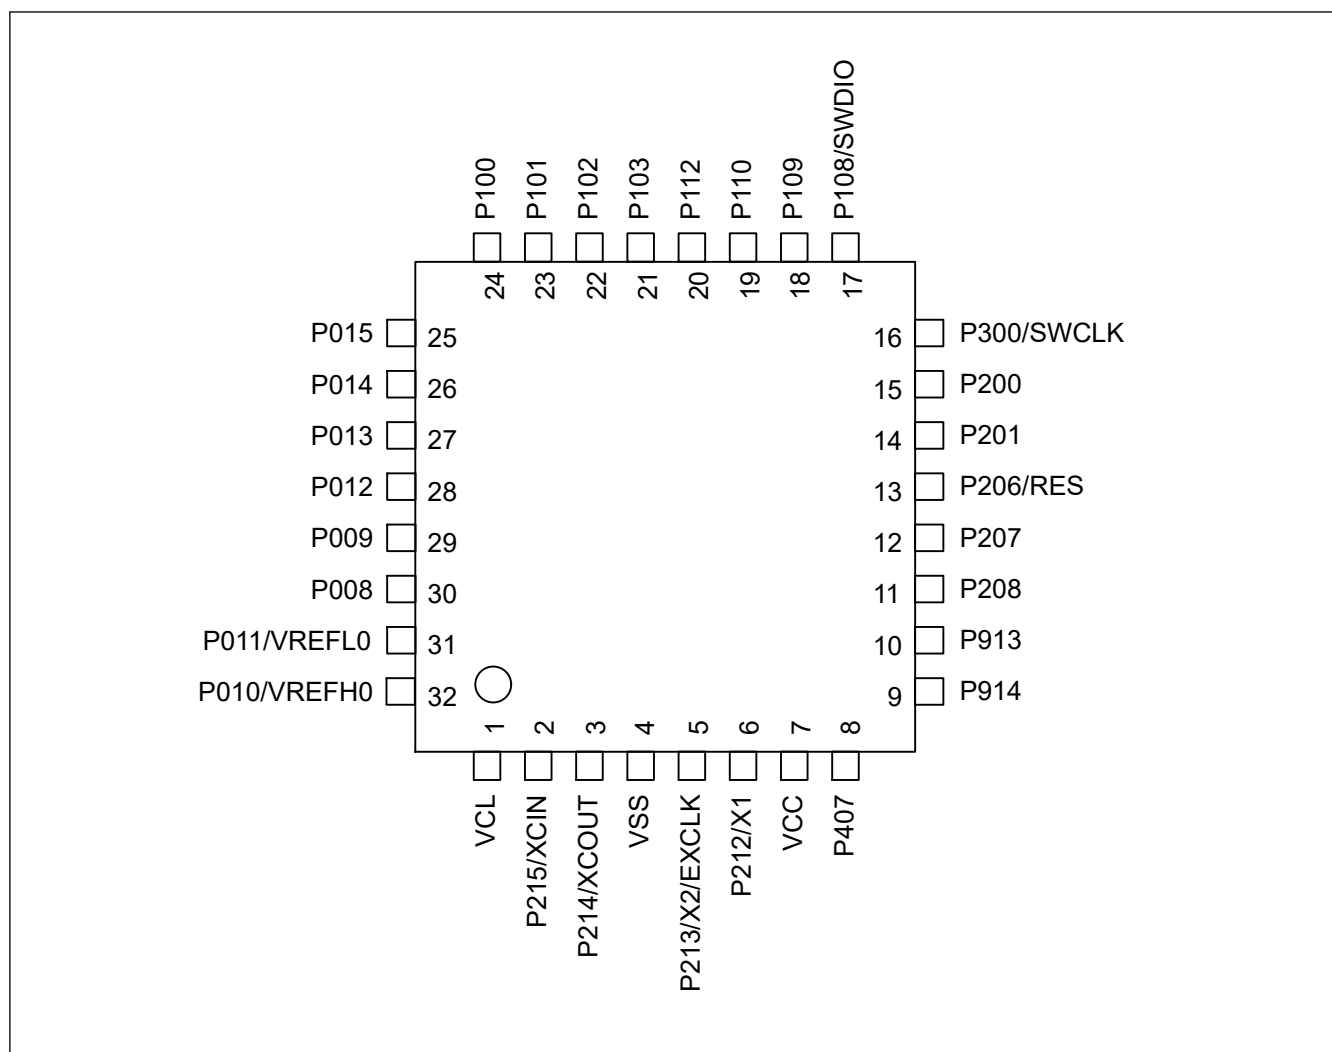 P100
P101
P102
P103
P112
P110
P109
P108/SWDIO
24
23
22
21
20
19
18
17
P015 25
P014 26
P013 27
P012 28
P009 29
P008 30
P011/VREFL0 31
P010/VREFH0 32
16 P300/SWCLK
15 P200
14 P201
13 P206/RES
12 P207
11 P208
10 P913
9 P914
1
2
3
4
5
6
7
8
VCL
P215/XCIN
P214/XCOUT
VSS
P213/X2/EXCLK
P212/X1
VCC
P407